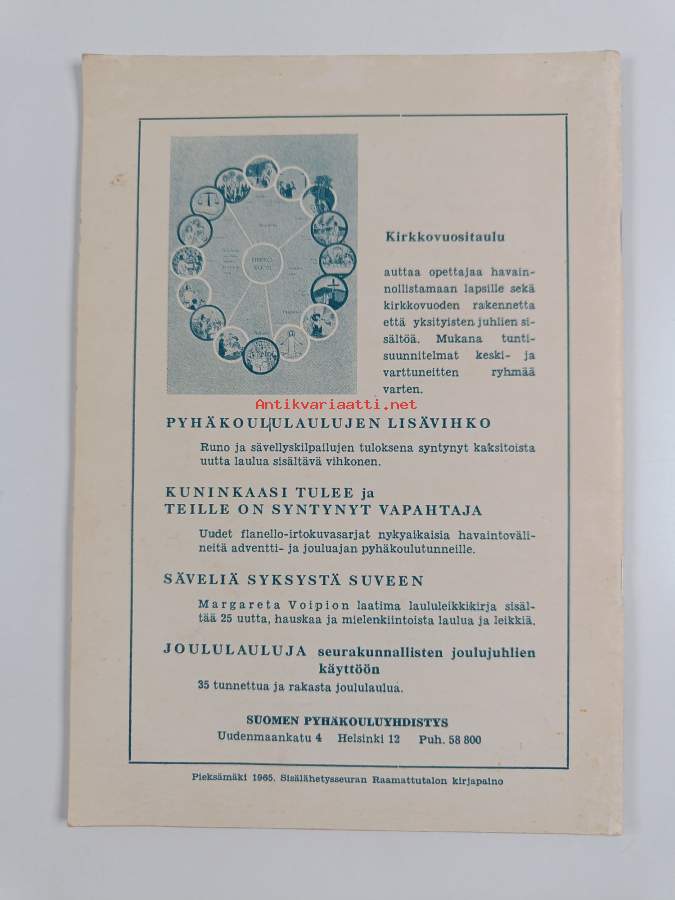 KIRKKO-
VUOSI
Kirkkovuositaulu
auttaa opettajaa havain-
nollistamaan lapsille sekä
kirkkovuoden rakennetta
että yksityisten juhlien si-
sältöä. Mukana tunti-
suunnitelmat keski- ja
varttuneitten ryhmää
varten.
Antikvariaatti.net
PYHÄKOULULAULUJEN LISÄVIHKO
Runo ja sävellyskilpailujen tuloksena syntynyt kaksitoista
uutta laulua sisältävä vihkonen.
KUNINKAASI TULEE ja
TEILLE ON SYNTYNYT VAPAHTAJA
Uudet flanello-irtokuvasarjat nykyaikaisia havaintoväli-
neitä adventti- ja jouluajan pyhäkoulutunneille.
SÄVELIÄ SYKSYSTÄ SUVEEN
Margareta Voipion laatima laululeikkikirja sisäl-
tää 25 uutta, hauskaa ja mielenkiintoista laulua ja leikkiä.
JOULULAULUJA seurakunnallisten joulujuhlien
käyttöön
35 tunnettua ja rakasta joululaulua.
SUOMEN PYHÄKOULUYHDISTYS
Uudenmaankatu 4 Helsinki 12 Puh. 58 800
Pieksämäki 1965. Sisälähetysseuran Raamattutalon kirjapaino